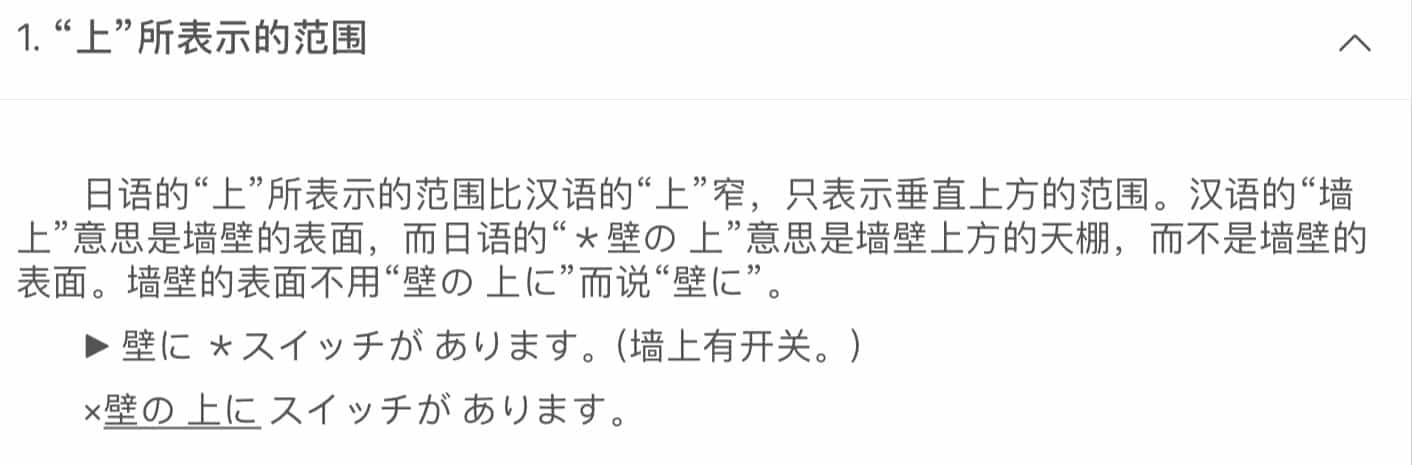 1. “上”所表示的范围
日语的“上”所表示的范围比汉语的“上”窄，只表示垂直上方的范围。汉语的“墙
上”意思是墙壁的表面，而日语的“＊壁の 上”意思是墙壁上方的天棚，而不是墙壁的
表面。墙壁的表面不用“壁の 上に”而说“壁に”。
▶ 壁に ＊スイッチが あります。(墙上有开关。)
×壁の 上に スイッチが あります。